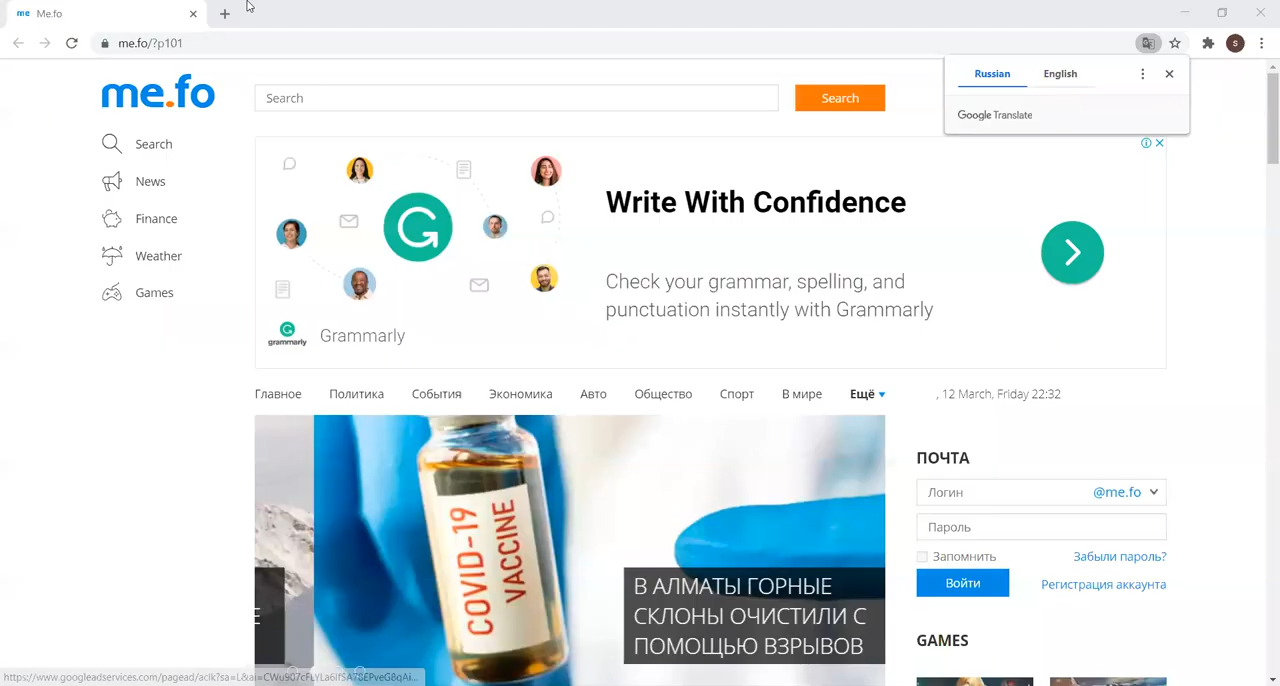 me Me.fo
me.fo/?p101
s
Russian English
Google Translate
me.fo
Search
Search
Search
News
Finance
Weather
Games
Write With Confidence
Check your grammar, spelling, and
punctuation instantly with Grammarly
grammarly
Grammarly
Главное Политика События Экономика Авто Общество Спорт В мире Ещё
, 12 March, Friday 22:32
COVID-19
VACCINE
Е
В АЛМАТЫ ГОРНЫЕ
СКЛОНЫ ОЧИСТИЛИ С
ПОМОЩЬЮ ВЗРЫВОВ
ПОЧТА
Логин @me.fo
Пароль
Запомнить Забыли пароль?
Войти Регистрация аккаунта
GAMES